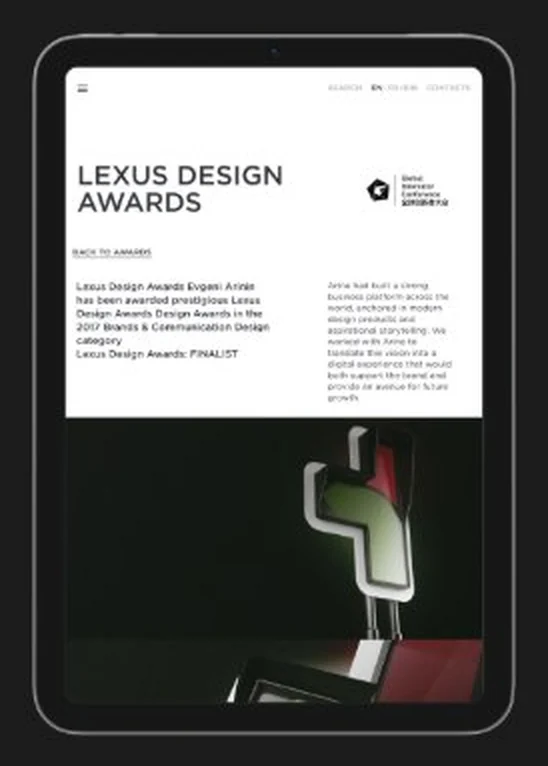 SEARCH EN CONTACTS
LEXUS DESIGN
AWARDS
Global
Innovator
Conference
BACK TO AWARDS
Lexus Design Awards Evgeni Arinin
has been awarded prestigious Lexus
Design Awards Design Awards in the
2017 Brands & Communication Design
category
Lexus Design Awards: FINALIST
had built a strong
business platform across the
world, anchored in modern
design products and
aspirational storytelling. We
worked with to
translate the vision into a
digital experience that would
both support the brand and
provide an avenue for future
growth.